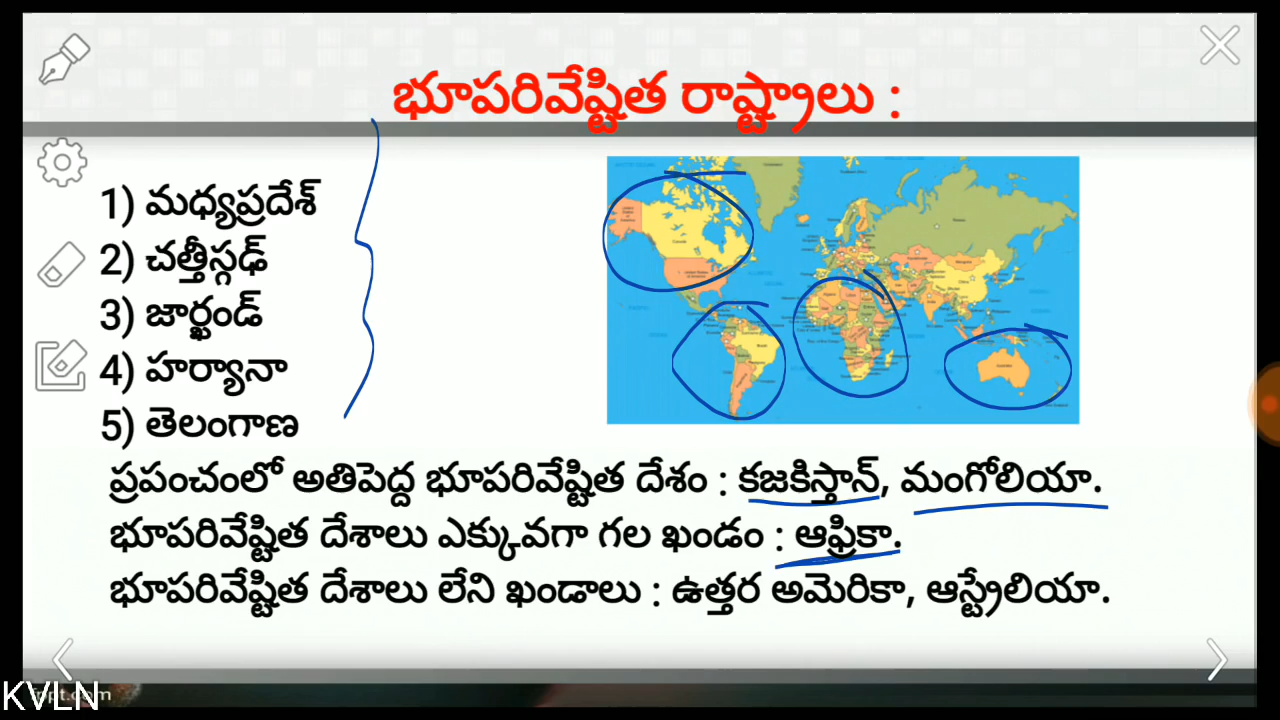 భూపరివేష్టిత రాష్ట్రాలు :
1) మధ్యప్రదేశ్
2) చత్తీస్గఢ్
3) జార్ఖండ్
4) హర్యానా
5) తెలంగాణ
ప్రపంచంలో అతిపెద్ద భూపరివేష్టిత దేశం : కజకిస్తాన్, మంగోలియా.
భూపరివేష్టిత దేశాలు ఎక్కువగా గల ఖండం : ఆఫ్రికా.
భూపరివేష్టిత దేశాలు లేని ఖండాలు : ఉత్తర అమెరికా, ఆస్ట్రేలియా.
KVLN